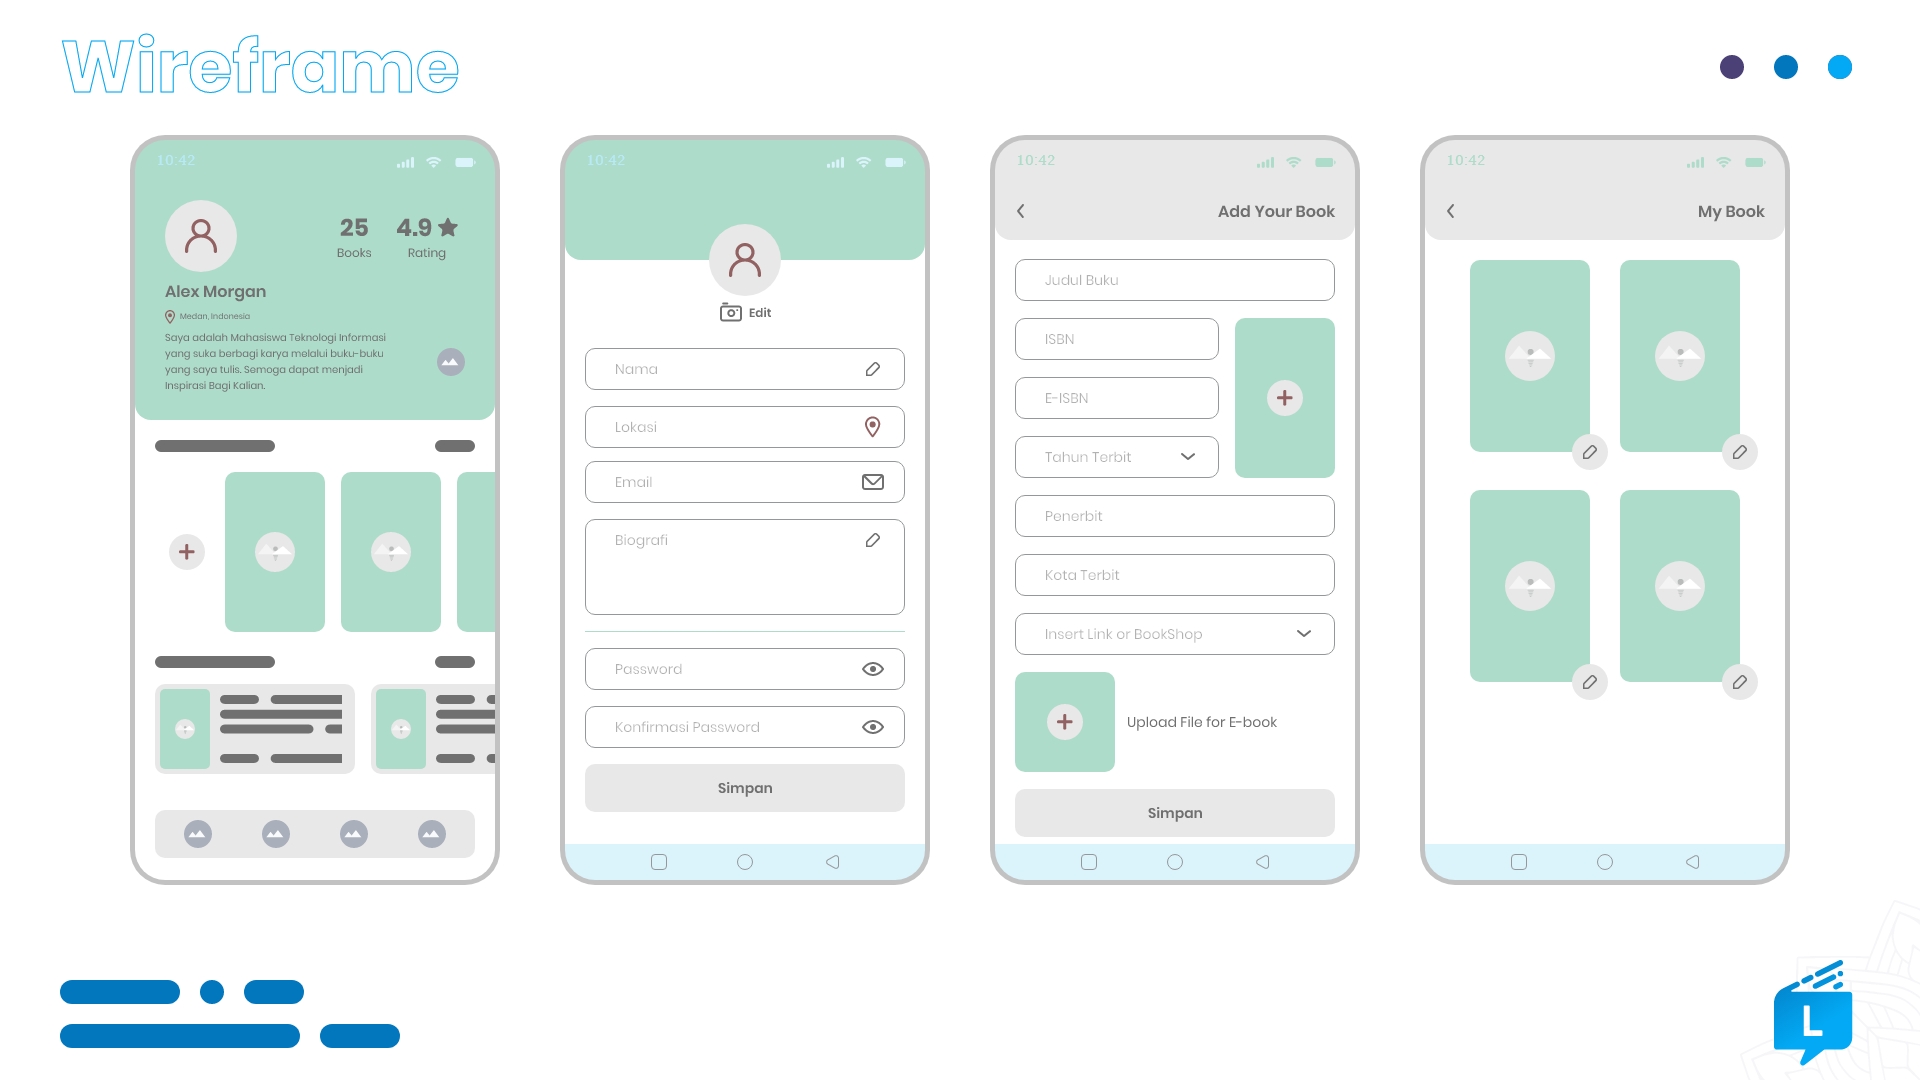 Wireframe
10:42
25
4.9
Books
Rating
Alex Morgan
Medan, Indonesia
Saya adalah Mahasiswa Teknologi Informasi
yang suka berbagi karya melalui buku-buku
yang saya tulis. Semoga dapat menjadi
Inspirasi Bagi Kalian.
10:42
Edit
Nama
Lokasi
Email
Biografi
Password
Konfirmasi Password
Simpan
10:42
Add Your Book
Judul Buku
ISBN
E-ISBN
Tahun Terbit
Penerbit
Kota Terbit
Insert Link or BookShop
Upload File for E-book
Simpan
10:42
My Book
L